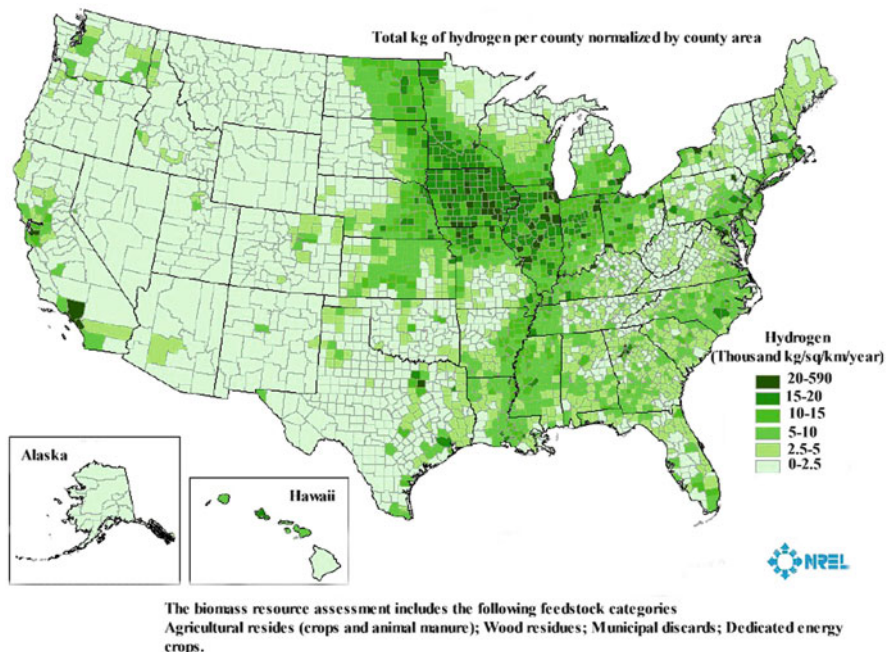 Total kg of hydrogen per county normalized by county area
Hydrogen
(Thousand kg/sq/km/year)
20-590
15-20
10-15
5-10
2.5-5
0-2.5
Alaska
Hawaii
NREL
The biomass resource assessment includes the following feedstock categories
Agricultural resides (crops and animal manure); Wood residues; Municipal discards; Dedicated energy
crops.